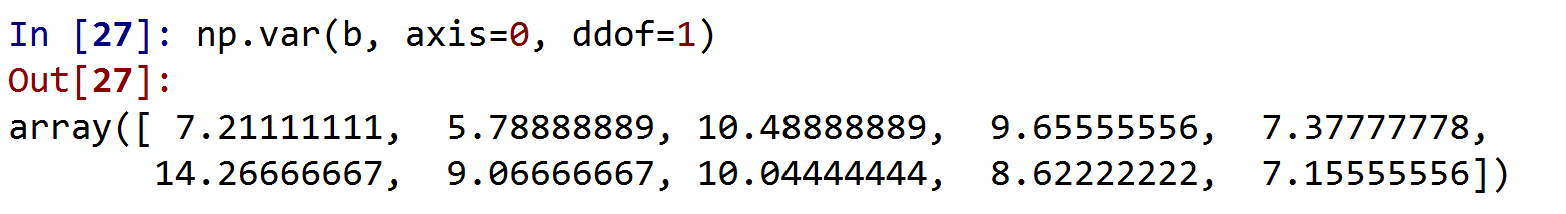 In [27]: np.var(b, axis=0, ddof=1)
Out[27]:
array([ 7.21111111,  5.78888889, 10.48888889,  9.65555556,  7.37777778,
       14.26666667,  9.06666667, 10.04444444,  8.62222222,  7.15555556])